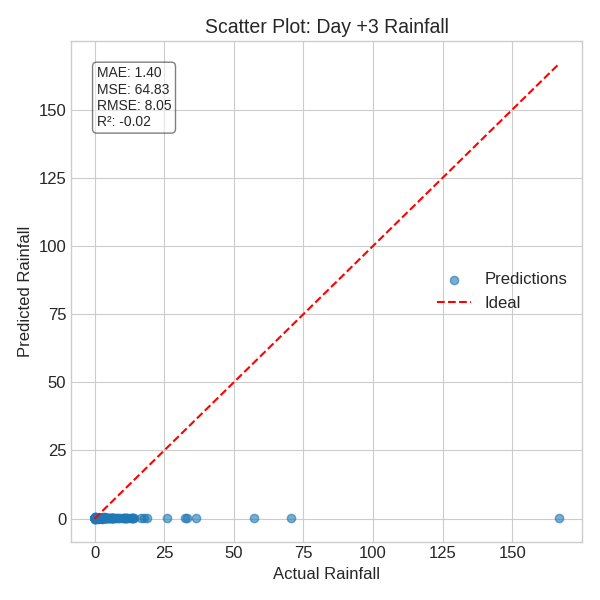 Scatter Plot: Day +3 Rainfall
MAE: 1.40
MSE: 64.83
RMSE: 8.05
R²: -0.02
150
125
100
75
50
25
0
Predicted Rainfall
Predictions
Ideal
0 25 50 75 100 125 150
Actual Rainfall